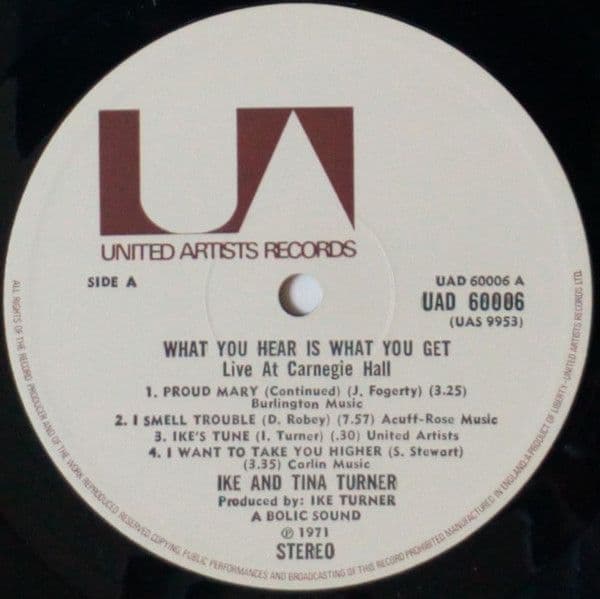 UA
UNITED ARTISTS RECORDS
SIDE A
UAD 60006 A
UAD 60006
(UAS 9953)
WHAT YOU HEAR IS WHAT YOU GET
Live At Carnegie Hall
1. PROUD MARY (Continued) (J. Fogerty) (3.25)
Burlington Music
2. I SMELL TROUBLE (D. Robey) (7.57) Acuff-Rose Music
3. IKE'S TUNE (I. Turner) (.30) United Artists
4. I WANT TO TAKE YOU HIGHER (S. Stewart)
(3.35) Carlin Music
IKE AND TINA TURNER
Produced by: IKE TURNER
A BOLIC SOUND
℗ 1971
STEREO
ALL RIGHTS OF THE RECORD PRODUCER AND OF THE WORK REPRODUCED RESERVED. COPYING, PUBLIC PERFORMANCES AND BROADCASTING OF THIS RECORD PROHIBITED MANUFACTURED IN ENGLAND. A PRODUCT OF LIBERTY-UNITED ARTISTS RECORDS LTD.